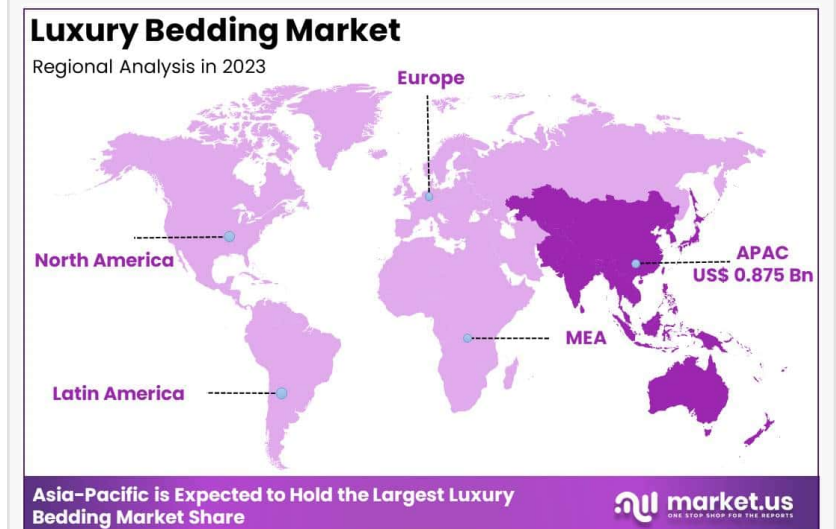 Luxury Bedding Market
Regional Analysis in 2023
Europe
North America
APAC
US$ 0.875 Bn
MEA
Latin America
Asia-Pacific is Expected to Hold the Largest Luxury
Bedding Market Share
market.us
ONE STOP SHOP FOR THE REPORTS